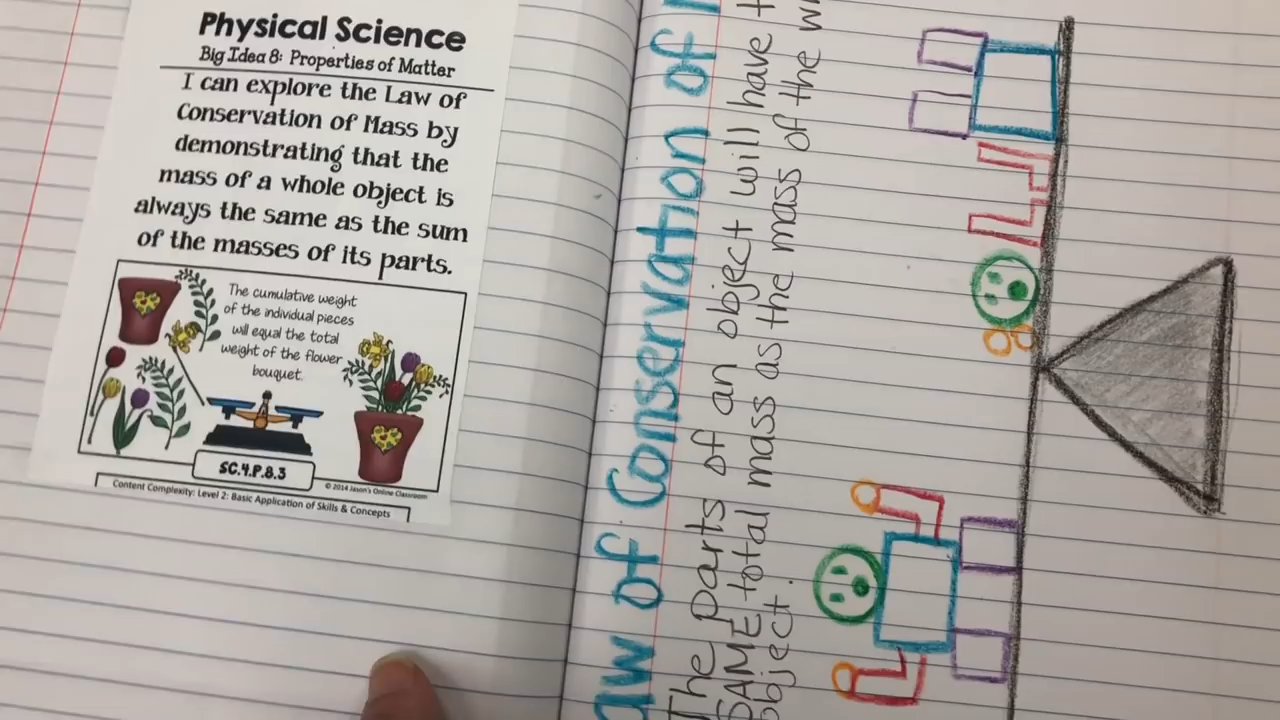 Physical Science
Big Idea 8: Properties of Matter
I can explore the Law of
Conservation of Mass by
demonstrating that the
mass of a whole object is
always the same as the sum
of the masses of its parts.
The cumulative weight
of the individual pieces
will equal the total
weight of the flower
bouquet.
SC.4.P.8.3
© 2014 Jason's Online Classroom
Content Complexity: Level 2: Basic Application of Skills & Concepts
aw of Conservation of
The parts of an object will have
SAME total mass as the mass of the
object.